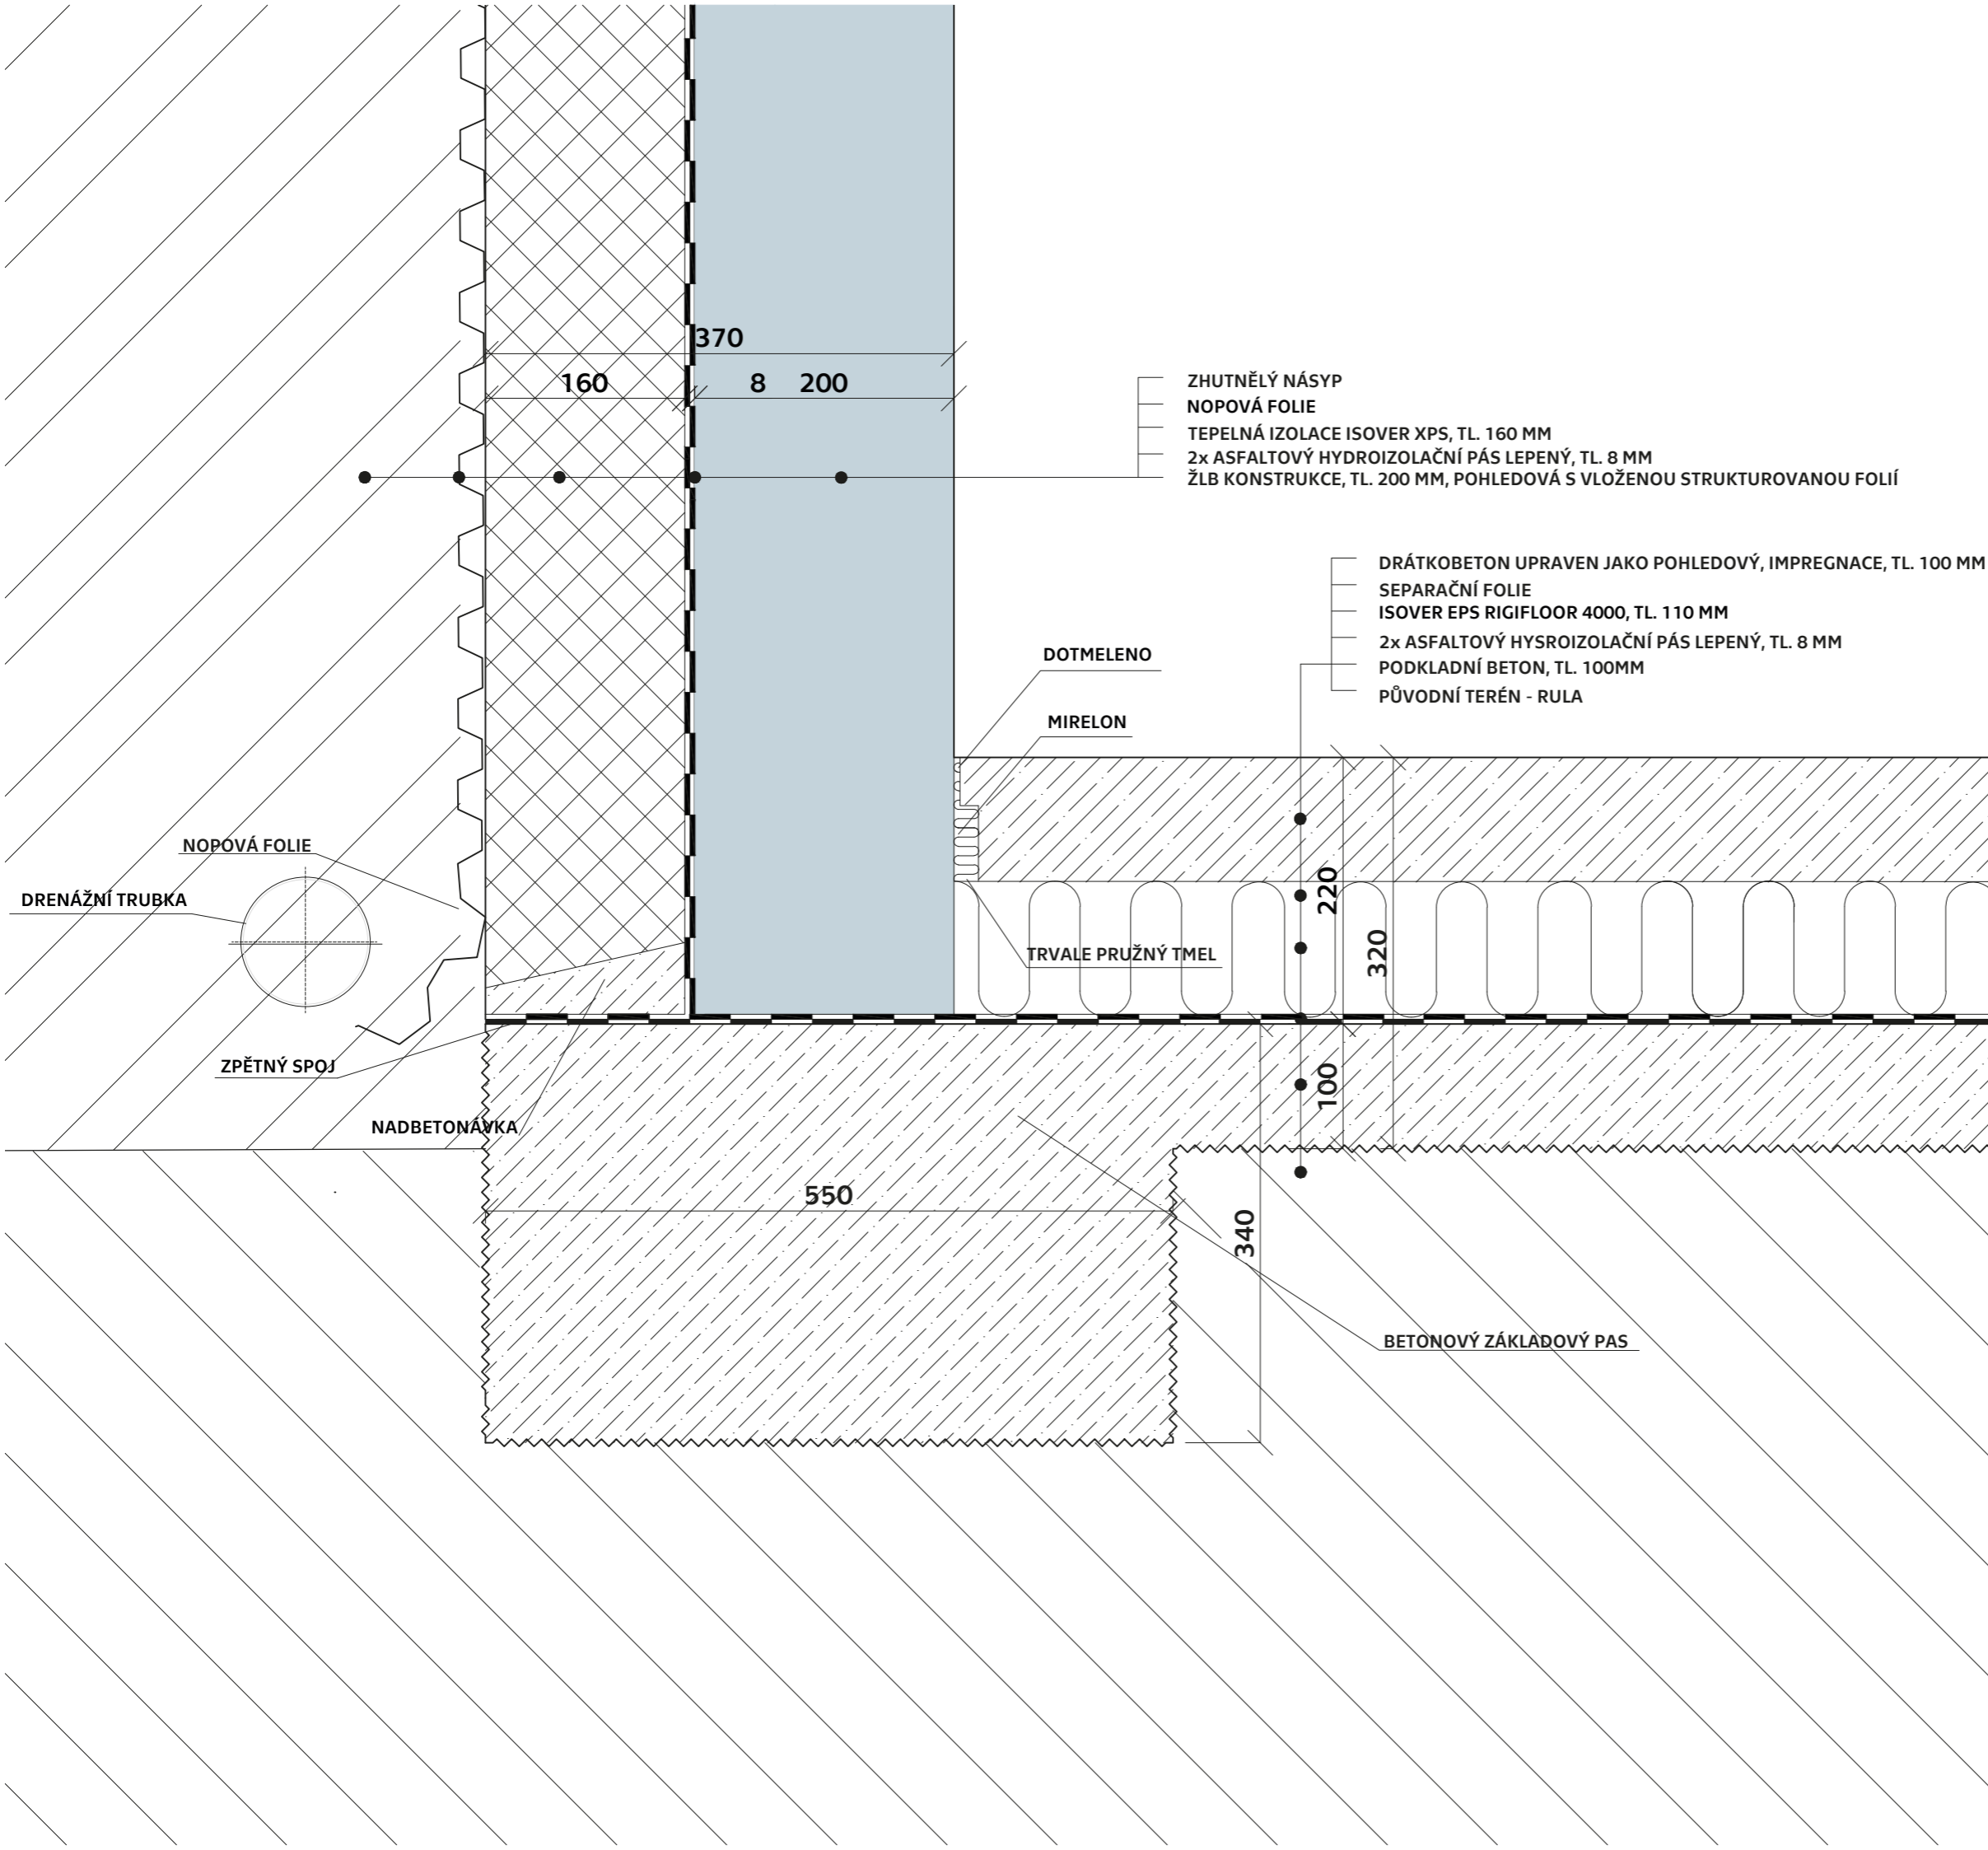 370
160
8
200
ZHUTNĚLÝ NÁSYP
NOPOVÁ FOLIE
TEPELNÁ IZOLACE ISOVER XPS, TL. 160 MM
2x ASFALTOVÝ HYDROIZOLAČNÍ PÁS LEPENÝ, TL. 8 MM
ŽLB KONSTRUKCE, TL. 200 MM, POHLEDOVÁ S VLOŽENOU STRUKTUROVANOU FOLIÍ
DRÁTKOBETON UPRAVEN JAKO POHLEDOVÝ, IMPREGNACE, TL. 100 MM
SEPARAČNÍ FOLIE
ISOVER EPS RIGIFLOOR 4000, TL. 110 MM
2x ASFALTOVÝ HYSROIZOLAČNÍ PÁS LEPENÝ, TL. 8 MM
PODKLADNÍ BETON, TL. 100MM
PŮVODNÍ TERÉN - RULA
DOTMELENO
MIRELON
NOPOVÁ FOLIE
DRENÁŽNÍ TRUBKA
220
320
TRVALE PRUŽNÝ TMEL
ZPĚTNÝ SPOJ
100
NADBETONÁVKA
550
340
BETONOVÝ ZÁKLADOVÝ PAS